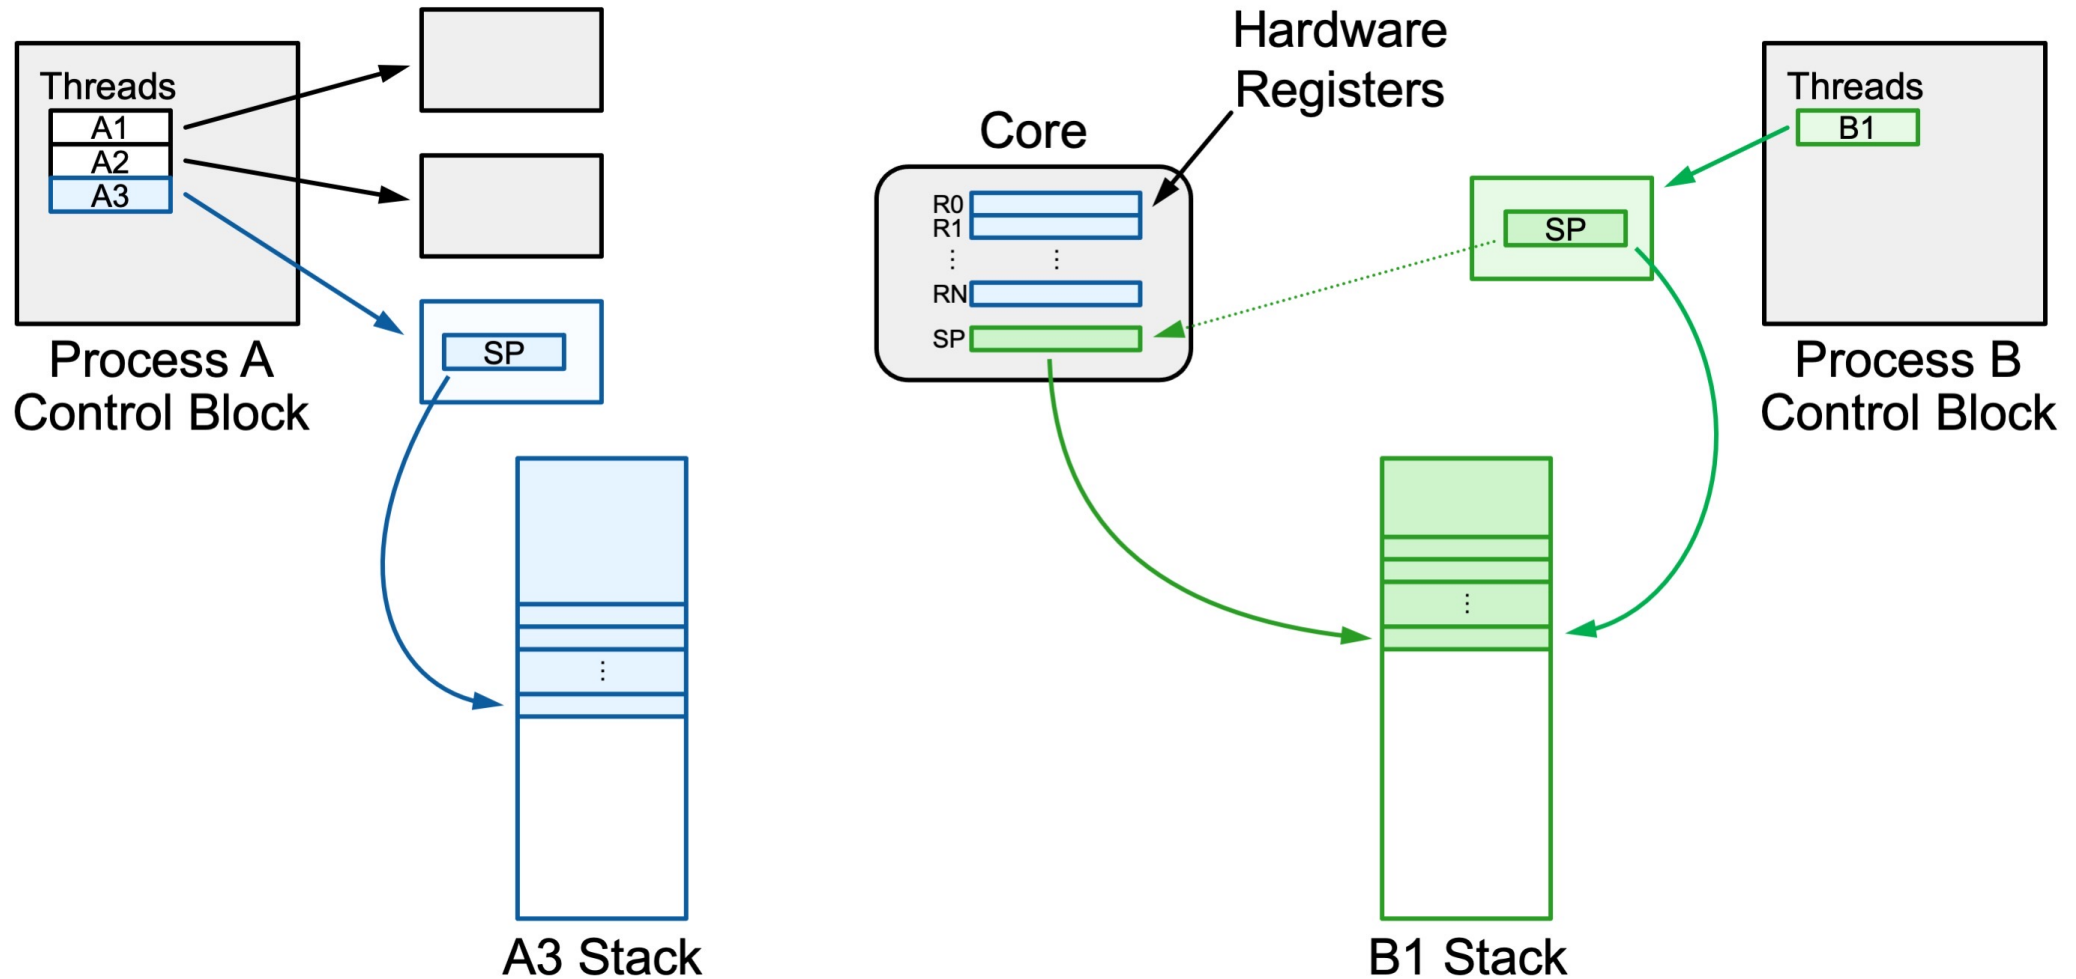 Threads
A1
A2
A3
Process A
Control Block
SP
A3 Stack
Hardware
Registers
Core
R0
R1
⋮ ⋮
RN
SP
SP
Threads
B1
Process B
Control Block
⋮
⋮
B1 Stack